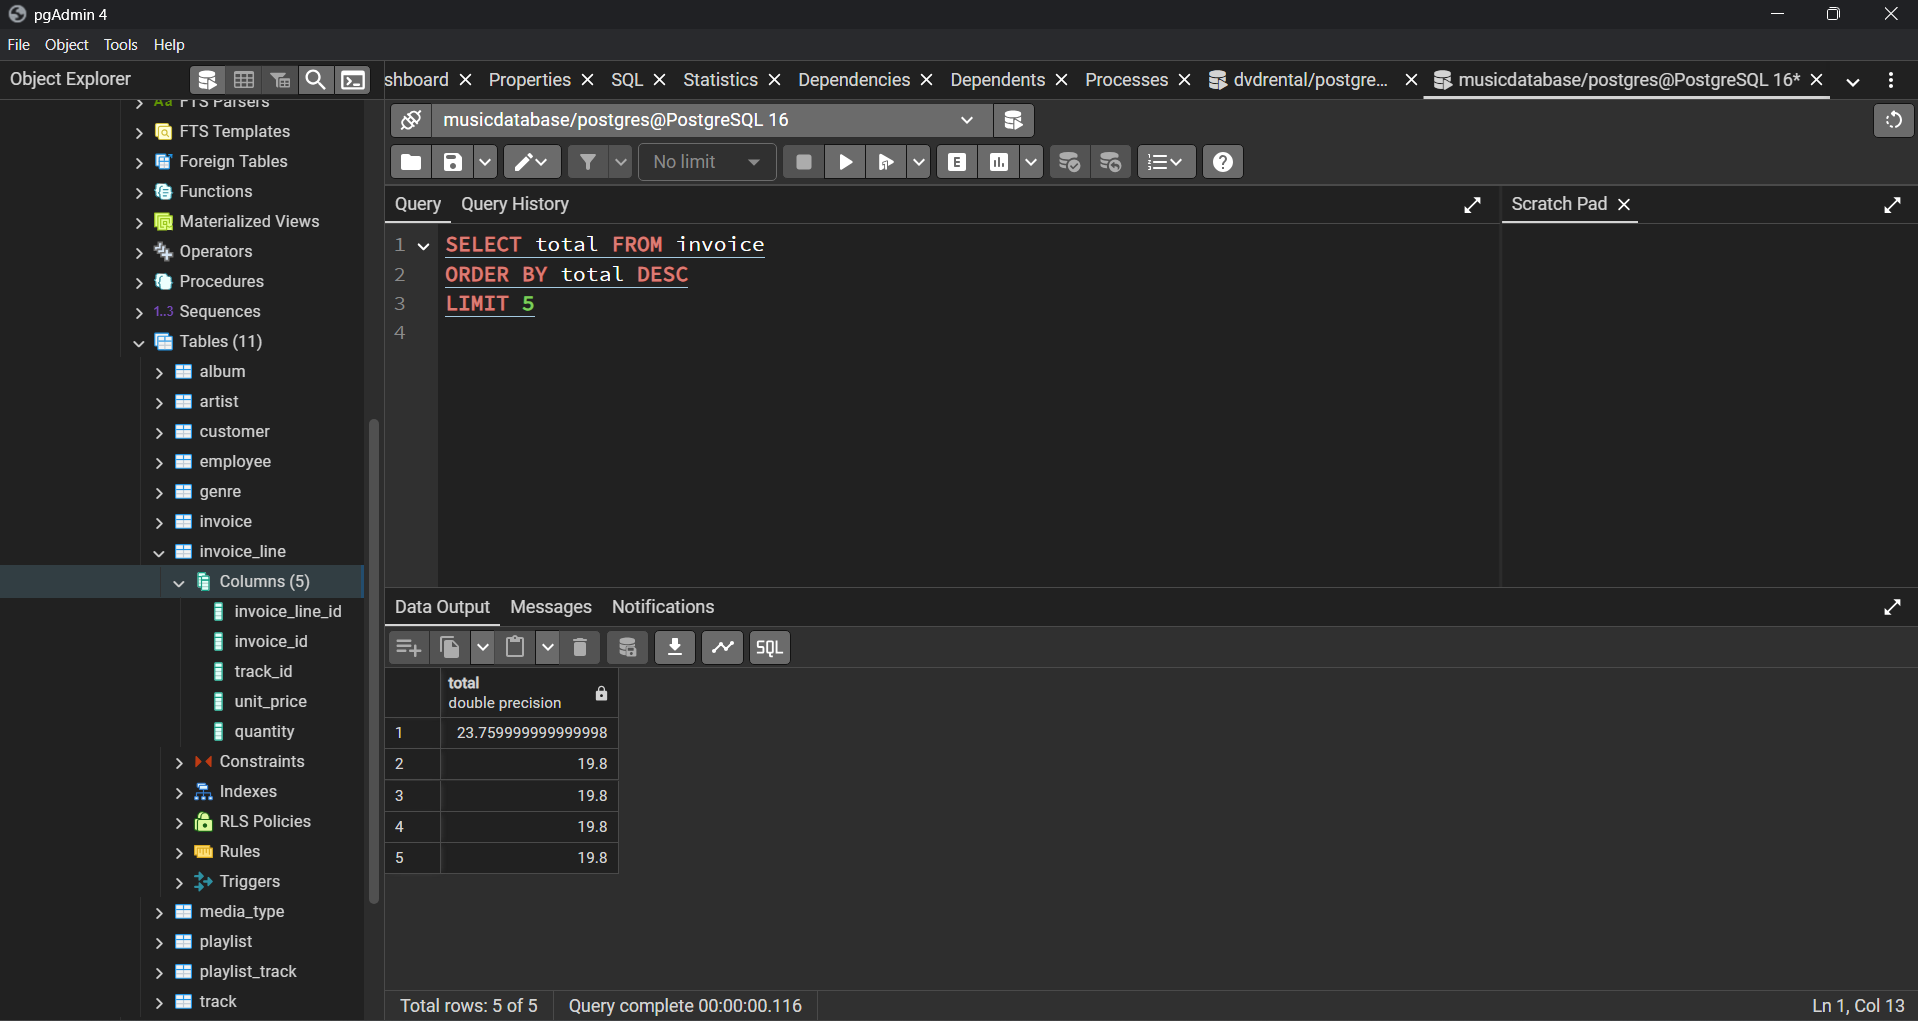 pgAdmin 4
File Object Tools Help
Object Explorer
shboard Properties SQL Statistics Dependencies Dependents Processes dvdrental/postgre... musicdatabase/postgres@PostgreSQL 16*
musicdatabase/postgres@PostgreSQL 16
No limit
E
Query Query History
Scratch Pad
1 SELECT total FROM invoice
2 ORDER BY total DESC
3 LIMIT 5
4
Aa FTS Parsers
FTS Templates
Foreign Tables
Functions
Materialized Views
Operators
Procedures
1..3 Sequences
Tables (11)
album
artist
customer
employee
genre
invoice
invoice_line
Columns (5)
invoice_line_id
invoice_id
track_id
unit_price
quantity
Constraints
Indexes
RLS Policies
Rules
Triggers
media_type
playlist
playlist_track
track
Data Output Messages Notifications
SQL
total
double precision
1 23.759999999999998
2 19.8
3 19.8
4 19.8
5 19.8
Total rows: 5 of 5 Query complete 00:00:00.116 Ln 1, Col 13